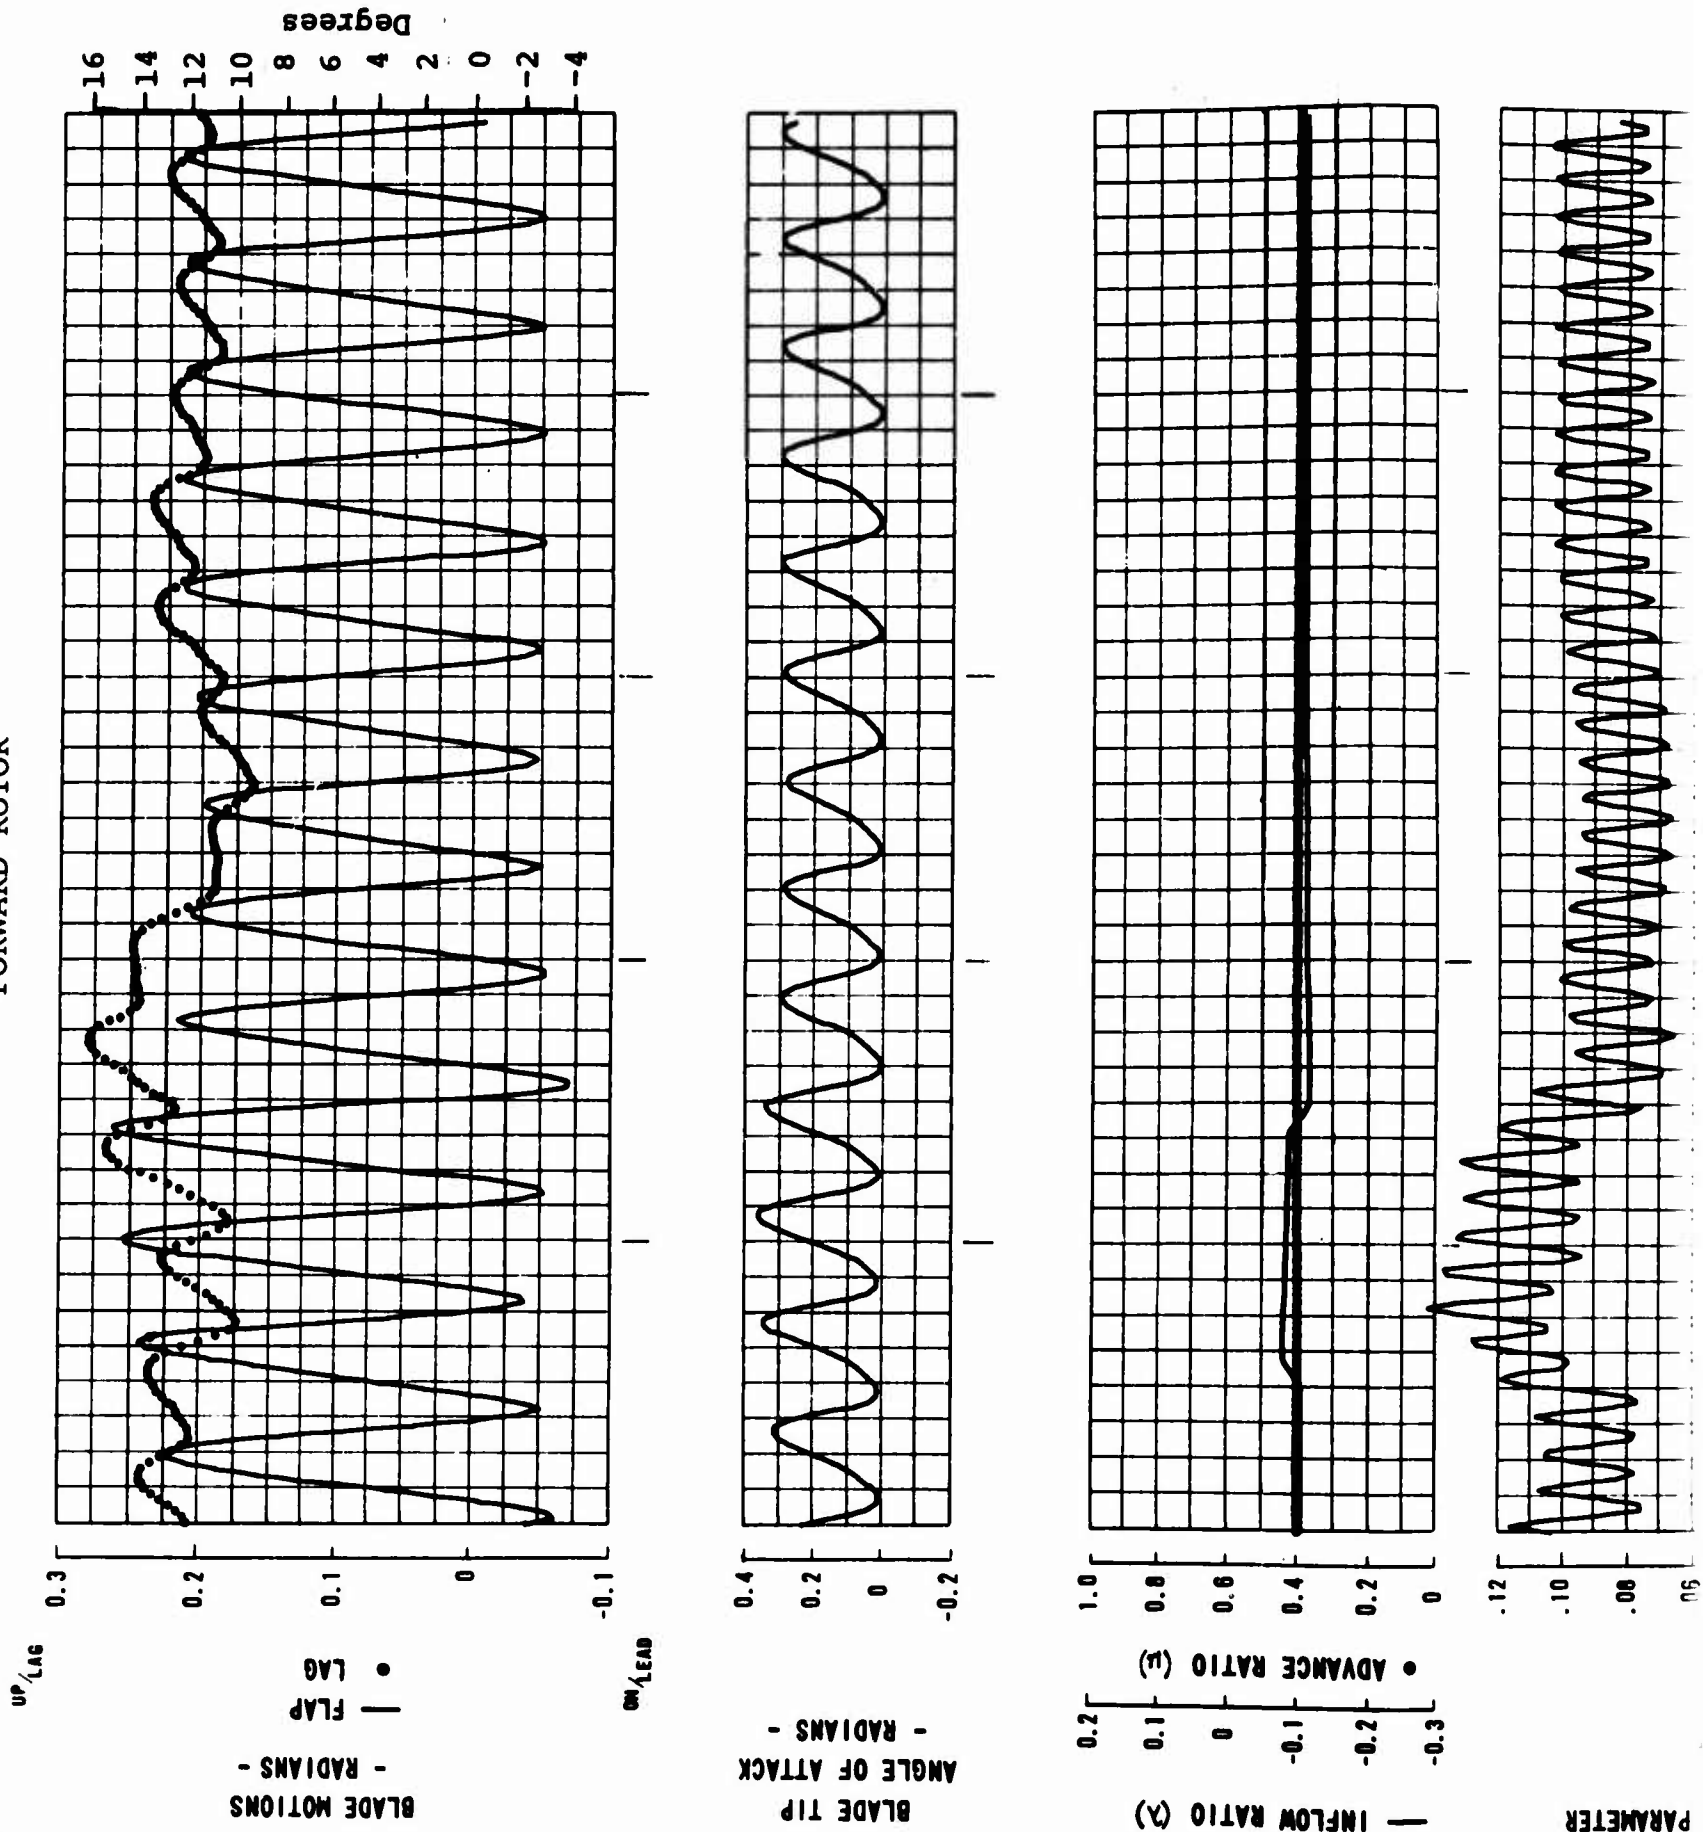 FORWARD ROTOR
UP/LAG
BLADE MOTIONS
- RADIANS -
— FLAP
• LAG
DN/LEAD
0.3
0.2
0.1
0
-0.1
Degrees
16
14
12
10
8
6
4
2
0
-2
-4
BLADE TIP
ANGLE OF ATTACK
- RADIANS -
0.4
0.2
0
-0.2
— INFLOW RATIO (λ)
0.2
0.1
0
-0.1
-0.2
-0.3
• ADVANCE RATIO (μ)
1.0
0.8
0.6
0.4
0.2
0
PARAMETER
.12
.10
.08
.06